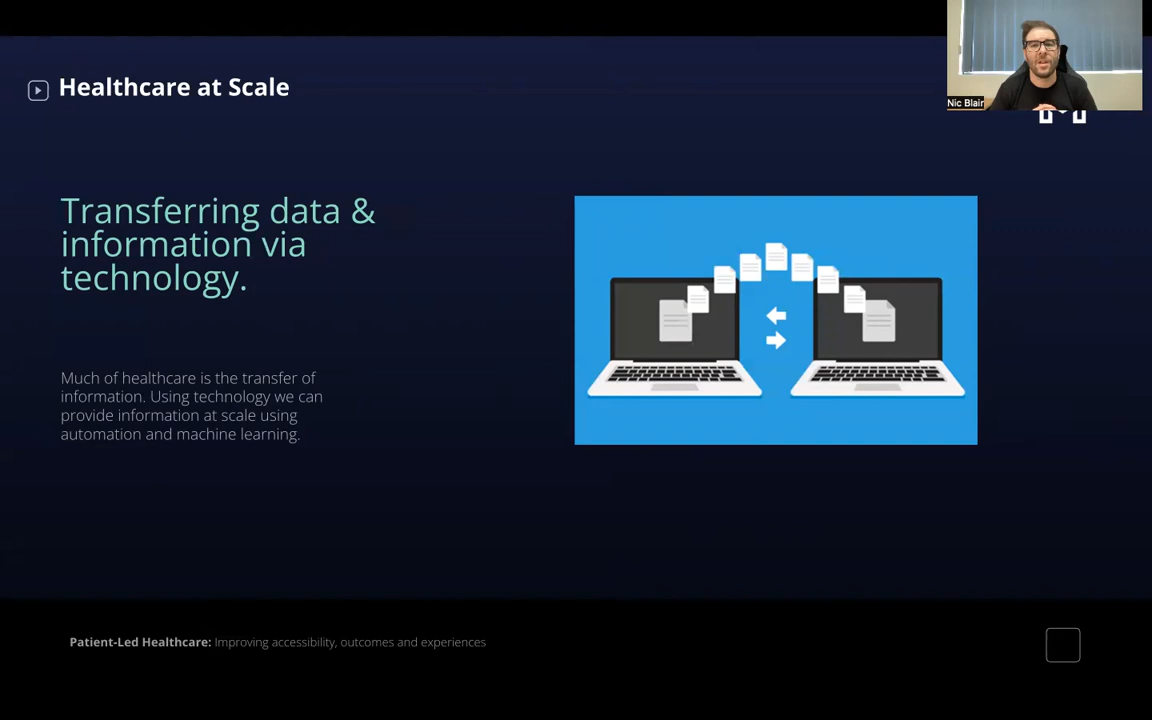 Healthcare at Scale
Nic Blair
Transferring data &
information via
technology.
Much of healthcare is the transfer of
information. Using technology we can
provide information at scale using
automation and machine learning.
Patient-Led Healthcare: Improving accessibility, outcomes and experiences